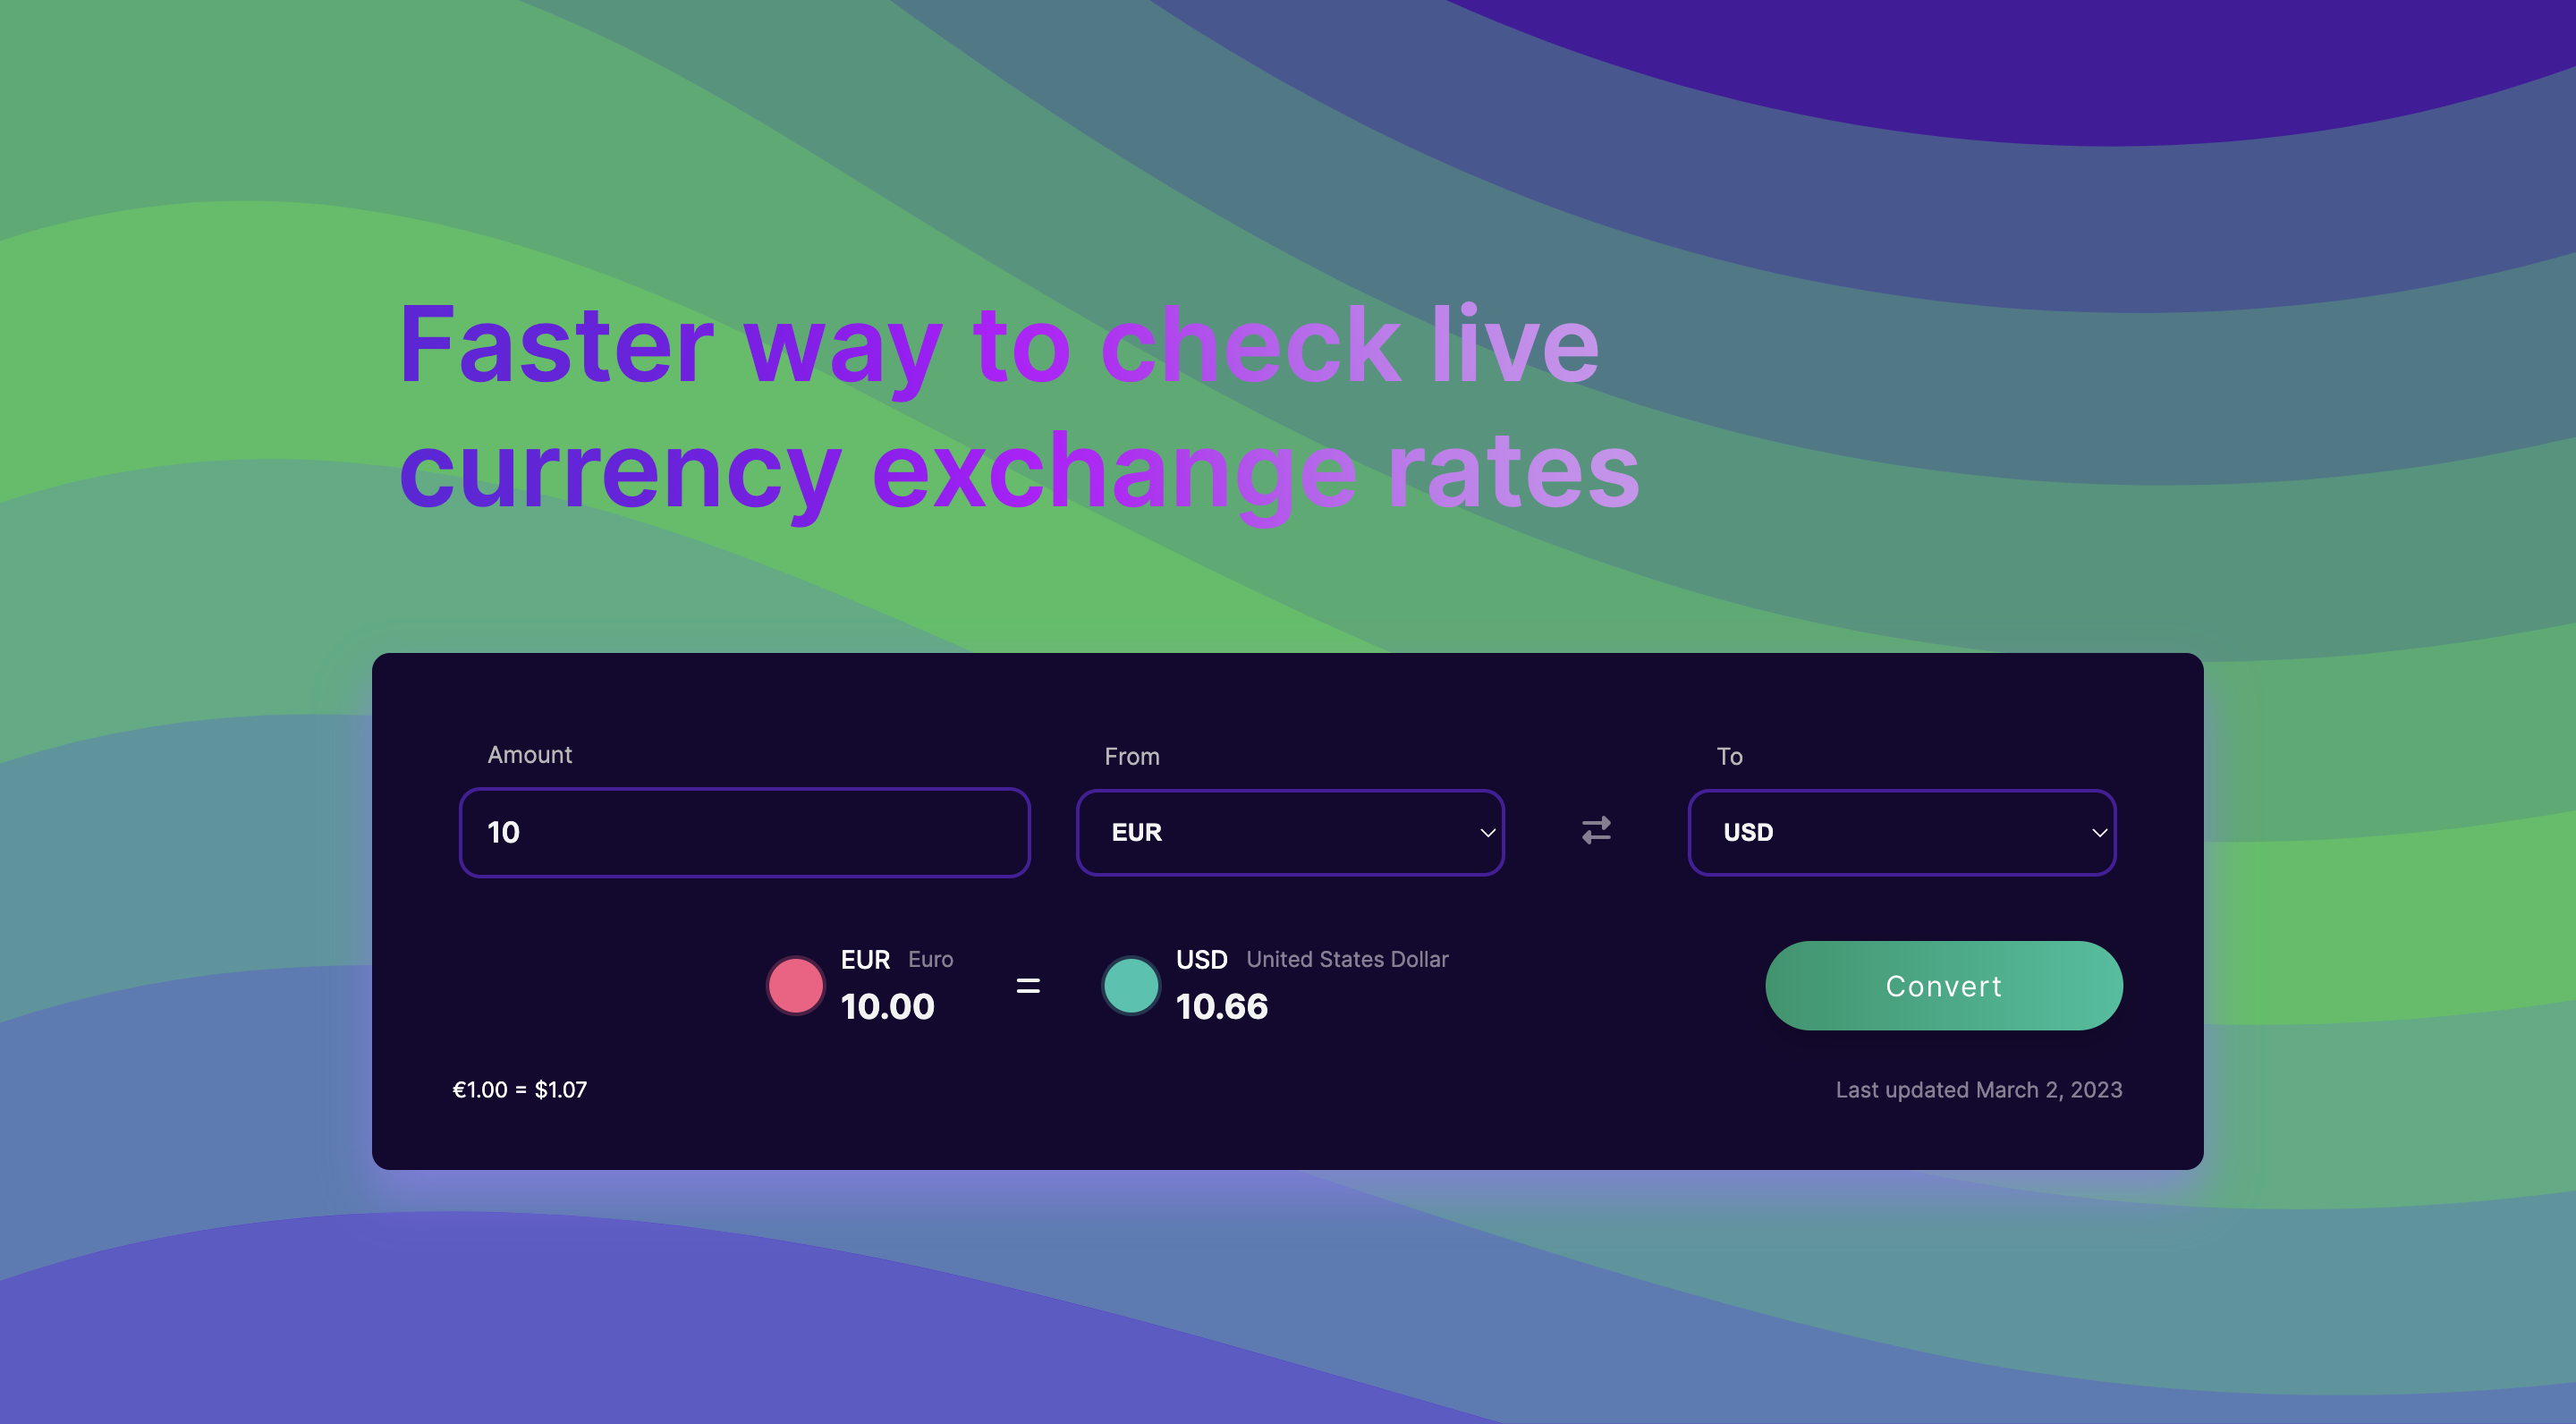 Faster way to check live
currency exchange rates
Amount
From
To
10
EUR
USD
EUR Euro
10.00
=
USD United States Dollar
10.66
Convert
€1.00 = $1.07
Last updated March 2, 2023